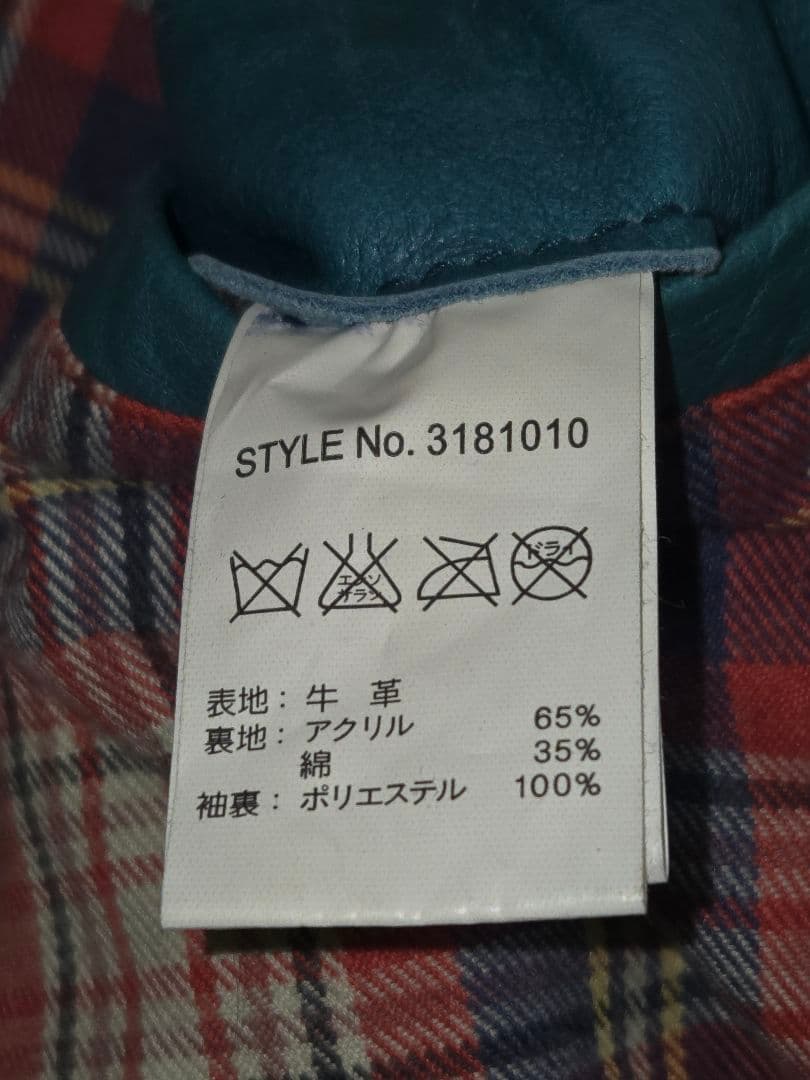 STYLE No. 3181010
エンソ サラシ ドライ
表地： 牛 革
裏地： アクリル 65%
綿 35%
袖裏： ポリエステル 100%